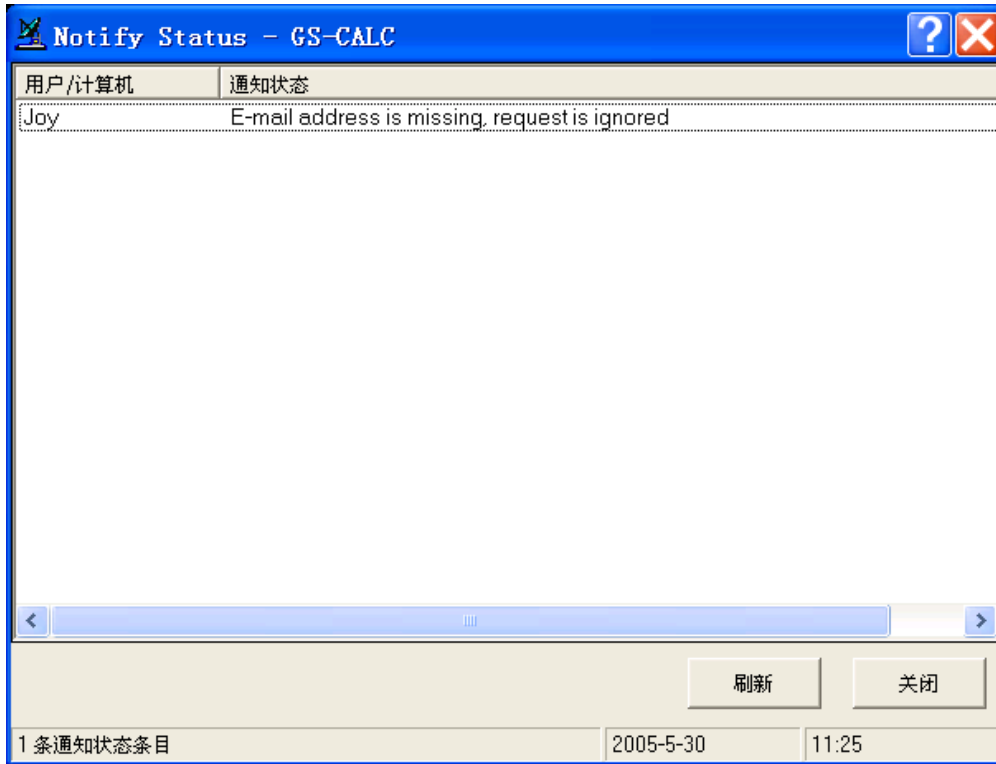 Notify Status - GS-CALC
用户/计算机 通知状态
Joy E-mail address is missing, request is ignored
刷新 关闭
1 条通知状态条目 2005-5-30 11:25